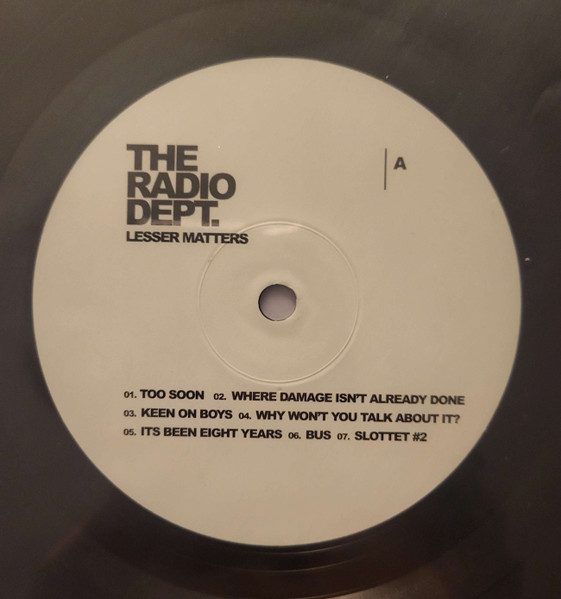 THE
RADIO
DEPT.
LESSER MATTERS
A
01. TOO SOON 02. WHERE DAMAGE ISN'T ALREADY DONE
03. KEEN ON BOYS 04. WHY WON'T YOU TALK ABOUT IT?
05. ITS BEEN EIGHT YEARS 06. BUS 07. SLOTTET #2